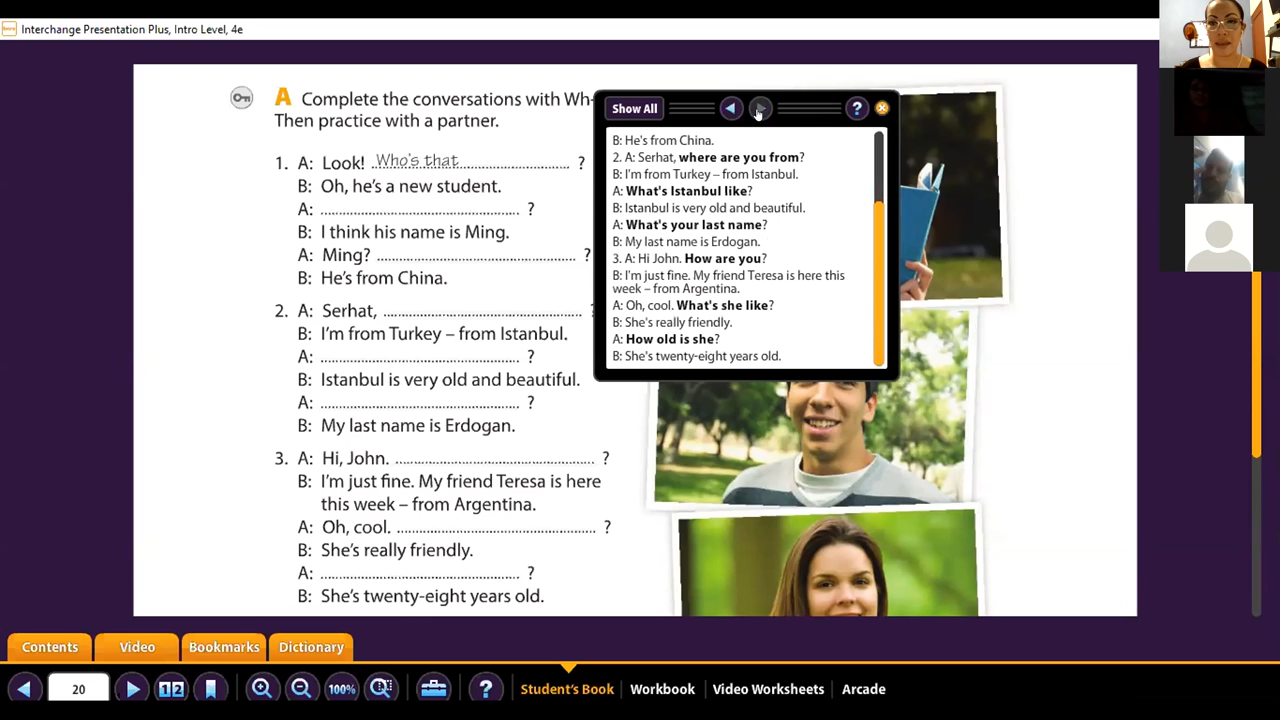 Interchange Presentation Plus, Intro Level, 4e
A Complete the conversations with Wh-
Then practice with a partner.
1. A: Look! Who's that ?
B: Oh, he's a new student.
A: ?
B: I think his name is Ming.
A: Ming? ?
B: He's from China.
2. A: Serhat, ?
B: I'm from Turkey – from Istanbul.
A: ?
B: Istanbul is very old and beautiful.
A: ?
B: My last name is Erdogan.
3. A: Hi, John. ?
B: I'm just fine. My friend Teresa is here
this week – from Argentina.
A: Oh, cool. ?
B: She's really friendly.
A: ?
B: She's twenty-eight years old.
Show All
?
B: He's from China.
2. A: Serhat, where are you from?
B: I'm from Turkey – from Istanbul.
A: What's Istanbul like?
B: Istanbul is very old and beautiful.
A: What's your last name?
B: My last name is Erdogan.
3. A: Hi John. How are you?
B: I'm just fine. My friend Teresa is here this
week – from Argentina.
A: Oh, cool. What's she like?
B: She's really friendly.
A: How old is she?
B: She's twenty-eight years old.
Contents Video Bookmarks Dictionary
20 12 100% ? Student's Book Workbook Video Worksheets Arcade